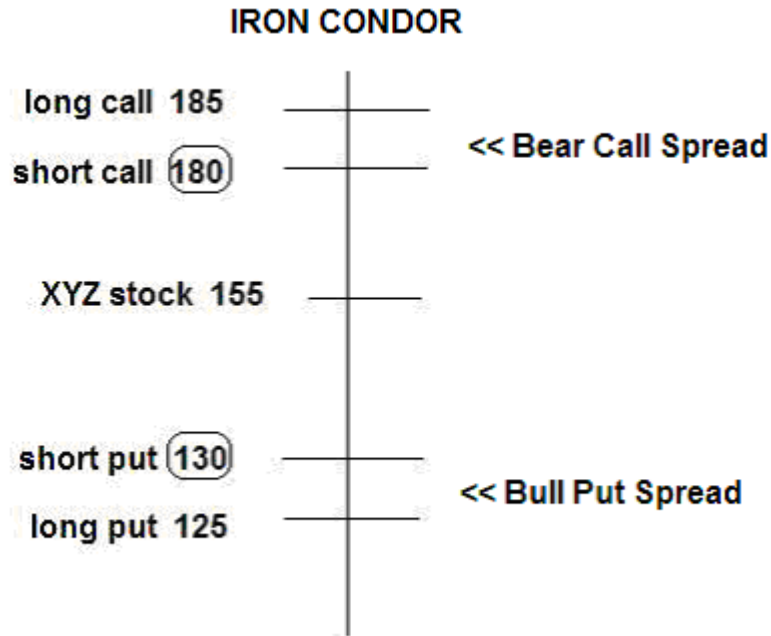 IRON CONDOR
long call 185
<< Bear Call Spread
short call 180
XYZ stock 155
short put 130
<< Bull Put Spread
long put 125